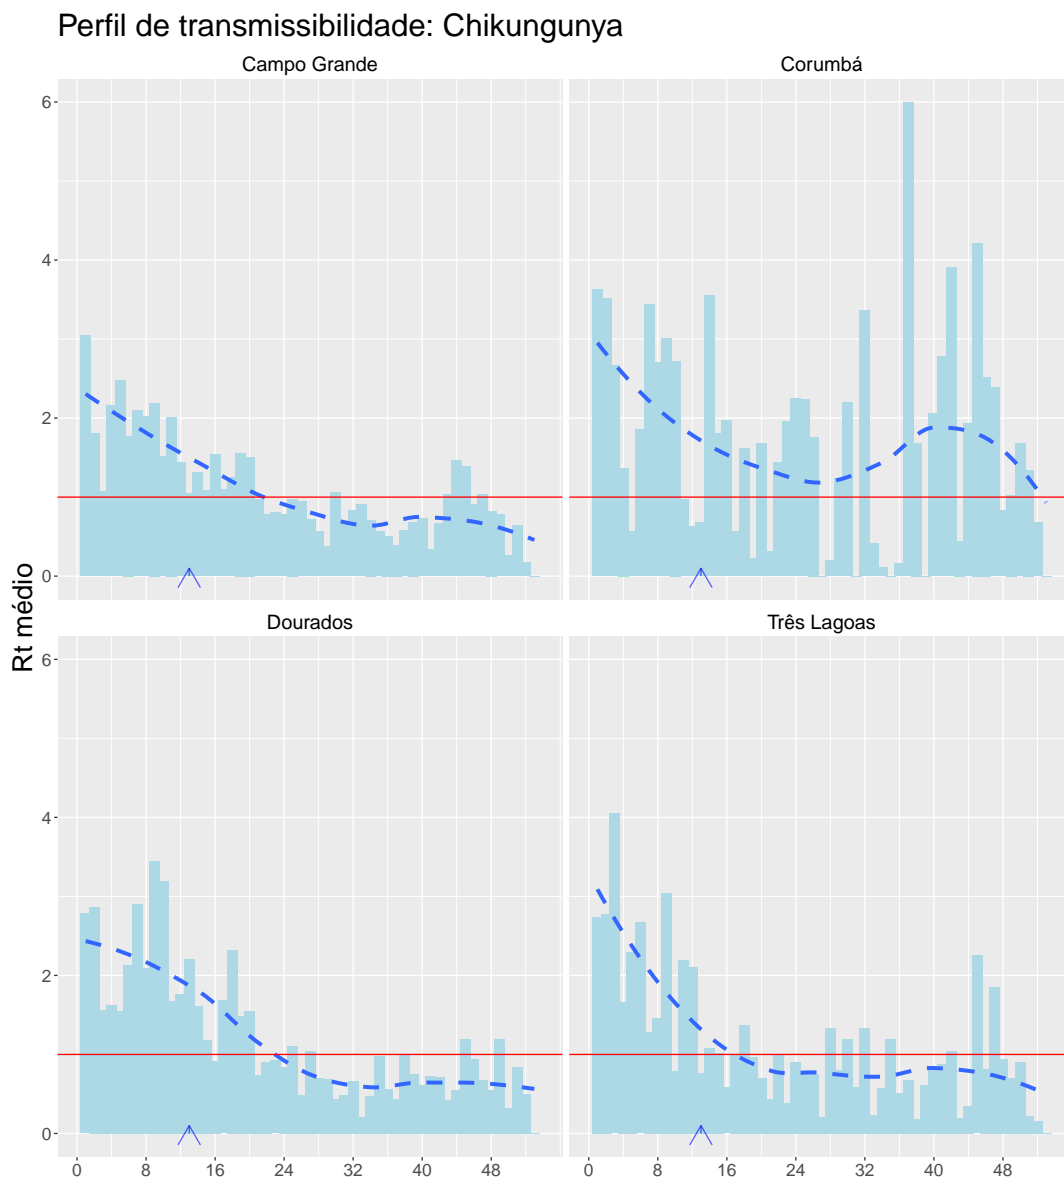 Perfil de transmissibilidade: Chikungunya
Campo Grande
Corumbá
6
4
2
0
Rt médio
Dourados
Três Lagoas
6
4
2
0
0 8 16 24 32 40 48
0 8 16 24 32 40 48